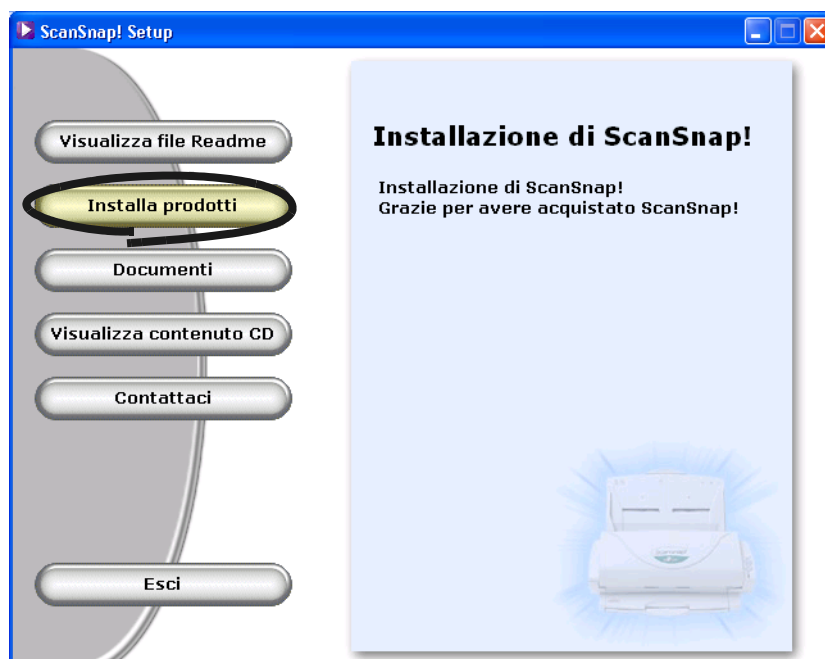 ScanSnap! Setup
Visualizza file Readme
Installa prodotti
Documenti
Visualizza contenuto CD
Contattaci
Esci
Installazione di ScanSnap!
Installazione di ScanSnap!
Grazie per avere acquistato ScanSnap!